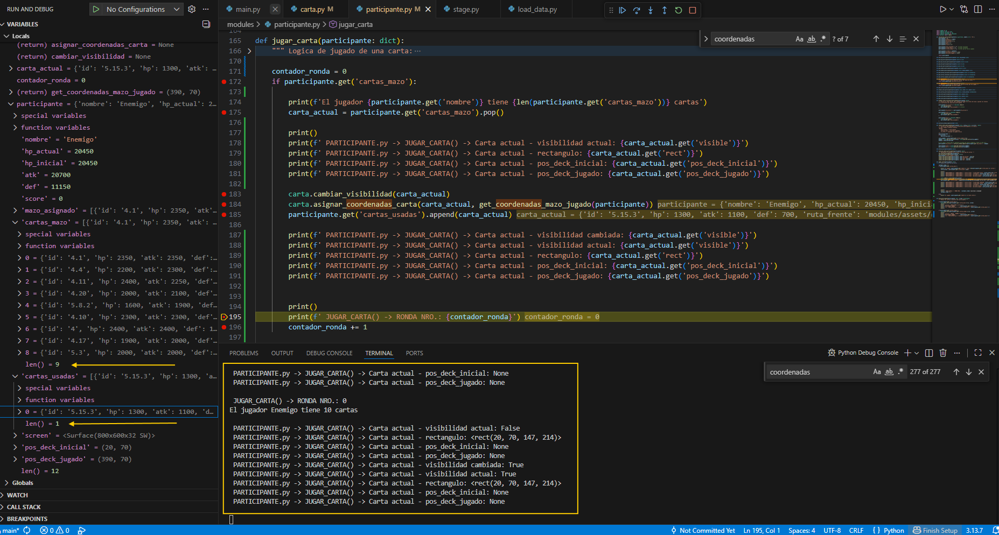 RUN AND DEBUG
No Configurations
VARIABLES
Locals
(return) asignar_coordenadas_carta = None
(return) cambiar_visibilidad = None
carta_actual = {'id': '5.15.3', 'hp': 1300, 'atk': …
contador_ronda = 0
(return) get_coordenadas_mazo_jugado = (390, 70)
participante = {'nombre': 'Enemigo', 'hp_actual': 2…
special variables
function variables
'nombre' = 'Enemigo'
'hp_actual' = 20450
'hp_inicial' = 20450
'atk' = 20700
'def' = 11150
'score' = 0
'mazo_asignado' = [{'id': '4.1', 'hp': 2350, 'atk'…
'cartas_mazo' = [{'id': '4.1', 'hp': 2350, 'atk': …
special variables
function variables
0 = {'id': '4.1', 'hp': 2350, 'atk': 2350, 'def'…
1 = {'id': '4.4', 'hp': 2200, 'atk': 2300, 'def':…
2 = {'id': '4.11', 'hp': 2400, 'atk': 2250, 'def'…
3 = {'id': '4.20', 'hp': 2000, 'atk': 2100, 'def'…
4 = {'id': '5.8.2', 'hp': 1600, 'atk': 1900, 'def'…
5 = {'id': '4.10', 'hp': 2300, 'atk': 2300, 'def'…
6 = {'id': '4', 'hp': 2400, 'atk': 2400, 'def': 1…
7 = {'id': '4.17', 'hp': 1900, 'atk': 2000, 'def'…
8 = {'id': '5.3', 'hp': 2000, 'atk': 2000, 'def':…
len() = 9
'cartas_usadas' = [{'id': '5.15.3', 'hp': 1300, 'a…
special variables
function variables
0 = {'id': '5.15.3', 'hp': 1300, 'atk': 1100, 'd…
len() = 1
'screen' = <Surface(800x600x32 SW)>
'pos_deck_inicial' = (20, 70)
'pos_deck_jugado' = (390, 70)
len() = 12
Globals
WATCH
CALL STACK
BREAKPOINTS
main.py
carta.py M
participante.py M
stage.py
load_data.py
modules > participante.py > jugar_carta
coordenadas
Aa ab .* ? of 7
164
165 def jugar_carta(participante: dict):
166 """ Logica de jugado de una carta: …
170
171 contador_ronda = 0
172 if participante.get('cartas_mazo'):
173
174 print(f'El jugador {participante.get('nombre')} tiene {len(participante.get('cartas_mazo'))} cartas')
175 carta_actual = participante.get('cartas_mazo').pop()
176
177 print()
178 print(f' PARTICIPANTE.py -> JUGAR_CARTA() -> Carta actual - visibilidad actual: {carta_actual.get('visible')}')
179 print(f' PARTICIPANTE.py -> JUGAR_CARTA() -> Carta actual - rectangulo: {carta_actual.get('rect')}')
180 print(f' PARTICIPANTE.py -> JUGAR_CARTA() -> Carta actual - pos_deck_inicial: {carta_actual.get('pos_deck_inicial')}')
181 print(f' PARTICIPANTE.py -> JUGAR_CARTA() -> Carta actual - pos_deck_jugado: {carta_actual.get('pos_deck_jugado')}')
182
183 carta.cambiar_visibilidad(carta_actual)
184 carta.asignar_coordenadas_carta(carta_actual, get_coordenadas_mazo_jugado(participante)) participante = {'nombre': 'Enemigo', 'hp_actual': 20450, 'hp_inici
185 participante.get('cartas_usadas').append(carta_actual) carta_actual = {'id': '5.15.3', 'hp': 1300, 'atk': 1100, 'def': 700, 'ruta_frente': 'modules/assets/
186
187 print(f' PARTICIPANTE.py -> JUGAR_CARTA() -> Carta actual - visibilidad cambiada: {carta_actual.get('visible')}')
188 print(f' PARTICIPANTE.py -> JUGAR_CARTA() -> Carta actual - visibilidad actual: {carta_actual.get('visible')}')
189 print(f' PARTICIPANTE.py -> JUGAR_CARTA() -> Carta actual - rectangulo: {carta_actual.get('rect')}')
190 print(f' PARTICIPANTE.py -> JUGAR_CARTA() -> Carta actual - pos_deck_inicial: {carta_actual.get('pos_deck_inicial')}')
191 print(f' PARTICIPANTE.py -> JUGAR_CARTA() -> Carta actual - pos_deck_jugado: {carta_actual.get('pos_deck_jugado')}')
192
193
194 print()
195 print(f' JUGAR_CARTA() -> RONDA NRO.: {contador_ronda}') contador_ronda = 0
196 contador_ronda += 1
197
PROBLEMS OUTPUT DEBUG CONSOLE TERMINAL PORTS
Python Debug Console
coordenadas
Aa ab .* 277 of 277
PARTICIPANTE.py -> JUGAR_CARTA() -> Carta actual - pos_deck_inicial: None
PARTICIPANTE.py -> JUGAR_CARTA() -> Carta actual - pos_deck_jugado: None
JUGAR_CARTA() -> RONDA NRO.: 0
El jugador Enemigo tiene 10 cartas
PARTICIPANTE.py -> JUGAR_CARTA() -> Carta actual - visibilidad actual: False
PARTICIPANTE.py -> JUGAR_CARTA() -> Carta actual - rectangulo: <rect(20, 70, 147, 214)>
PARTICIPANTE.py -> JUGAR_CARTA() -> Carta actual - pos_deck_inicial: None
PARTICIPANTE.py -> JUGAR_CARTA() -> Carta actual - pos_deck_jugado: None
PARTICIPANTE.py -> JUGAR_CARTA() -> Carta actual - visibilidad cambiada: True
PARTICIPANTE.py -> JUGAR_CARTA() -> Carta actual - visibilidad actual: True
PARTICIPANTE.py -> JUGAR_CARTA() -> Carta actual - rectangulo: <rect(20, 70, 147, 214)>
PARTICIPANTE.py -> JUGAR_CARTA() -> Carta actual - pos_deck_inicial: None
PARTICIPANTE.py -> JUGAR_CARTA() -> Carta actual - pos_deck_jugado: None
main* 0 0
Not Committed Yet Ln 195, Col 1 Spaces: 4 UTF-8 CRLF {} Python Finish Setup 3.13.7